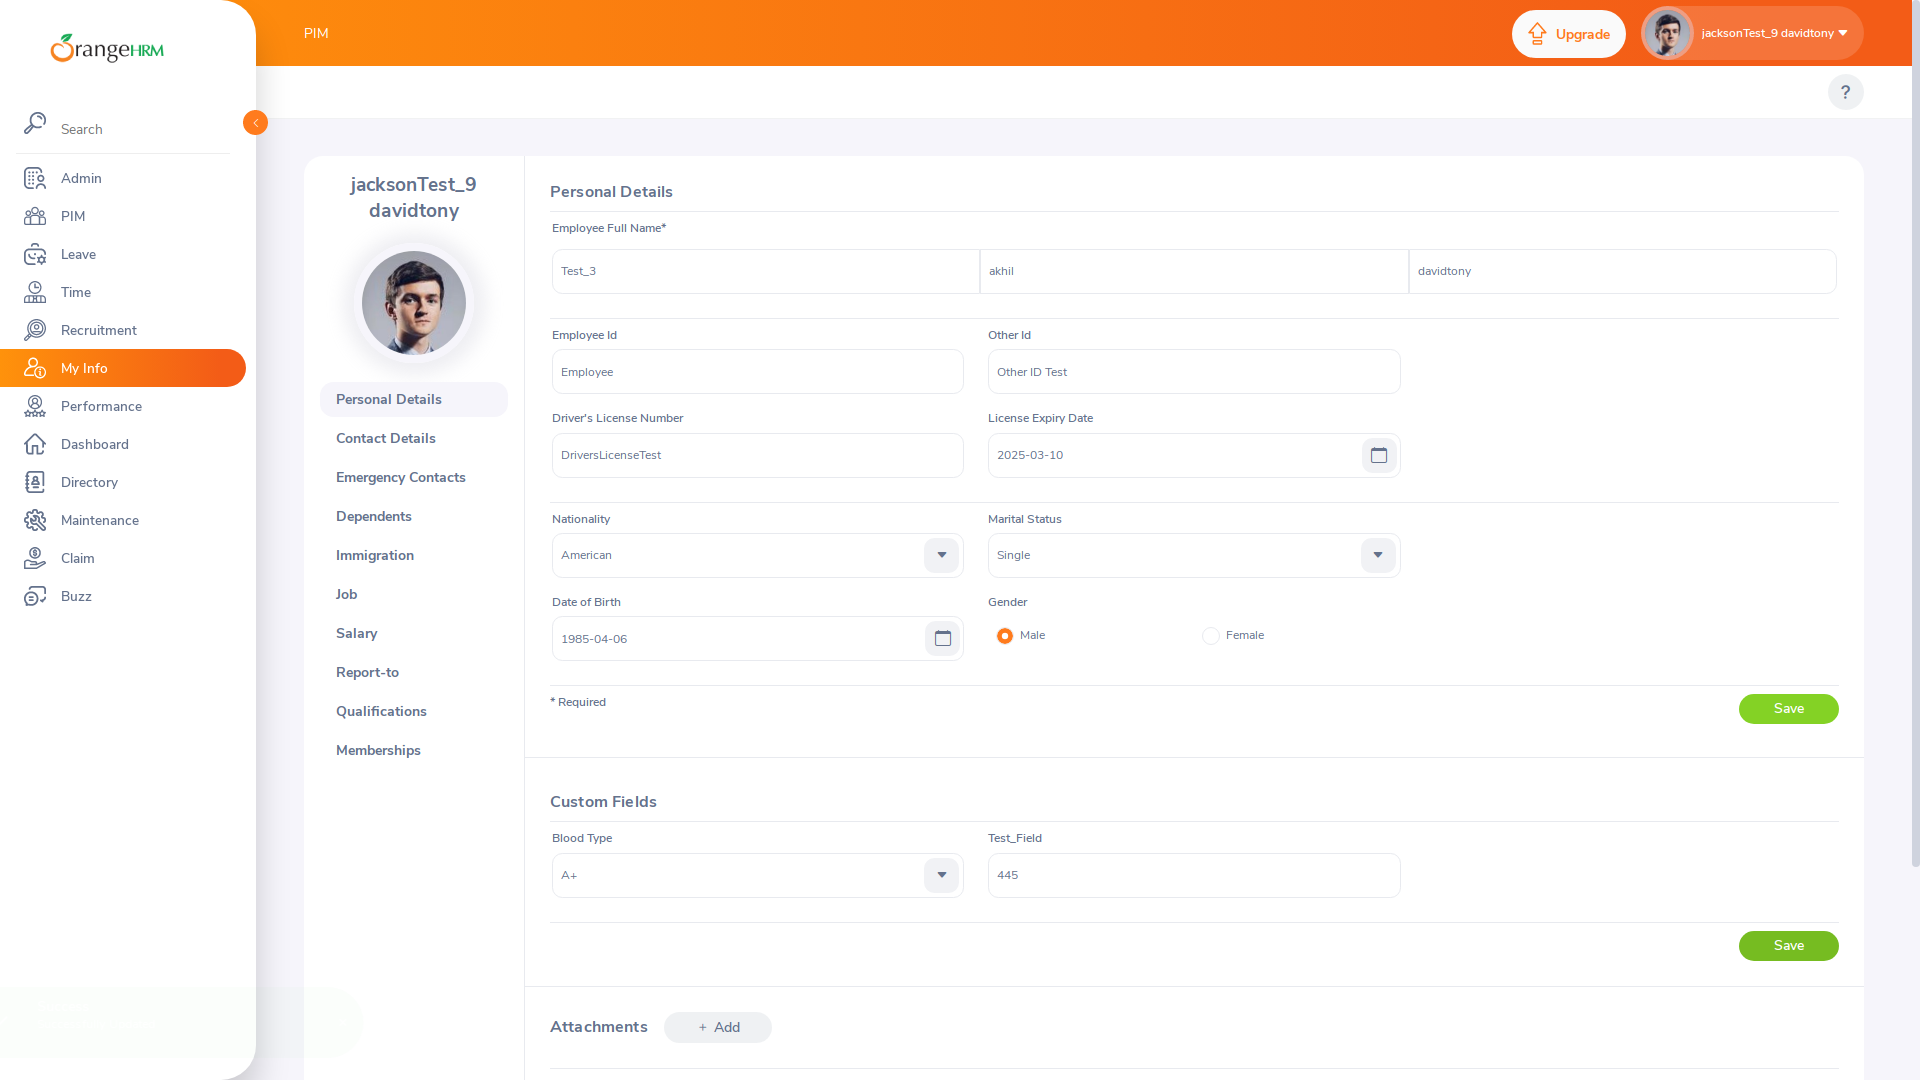 OrangeHRM
Search
Admin
PIM
Leave
Time
Recruitment
My Info
Performance
Dashboard
Directory
Maintenance
Claim
Buzz
PIM
Upgrade
jacksonTest_9 davidtony
?
jacksonTest_9
davidtony
Personal Details
Contact Details
Emergency Contacts
Dependents
Immigration
Job
Salary
Report-to
Qualifications
Memberships
Personal Details
Employee Full Name*
Test_3 akhil davidtony
Employee Id Other Id
Employee Other ID Test
Driver's License Number License Expiry Date
DriversLicenseTest 2025-03-10
Nationality Marital Status
American Single
Date of Birth Gender
1985-04-06 Male Female
* Required
Save
Custom Fields
Blood Type Test_Field
A+ 445
Save
Attachments + Add